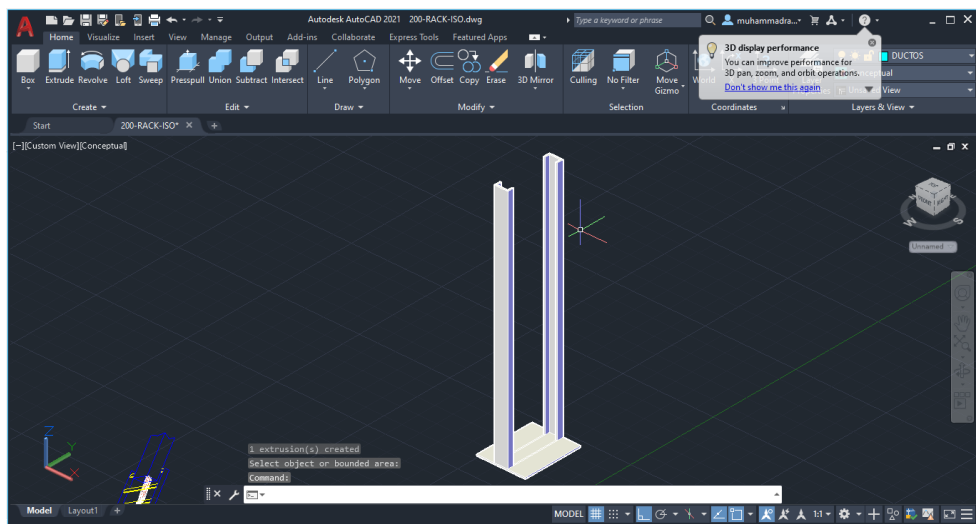 Autodesk AutoCAD 2021 200-RACK-ISO.dwg
Type a keyword or phrase
muhammadra...
Home Visualize Insert View Manage Output Add-ins Collaborate Express Tools Featured Apps
Box Extrude Revolve Loft Sweep Presspull Union Subtract Intersect Line Polygon Move Offset Copy Erase 3D Mirror Culling No Filter Move Gizmo World
Create Edit Draw Modify Selection Coordinates Layers & View
3D display performance
You can improve performance for
3D pan, zoom, and orbit operations.
Don't show me this again
DUCTOS
View
Start 200-RACK-ISO*
[−][Custom View][Conceptual]
TOP
FRONT
RIGHT
W
S
Unnamed
Z
Y
X
1 extrusion(s) created
Select object or bounded area:
Command:
Model Layout1 +
MODEL
1:1